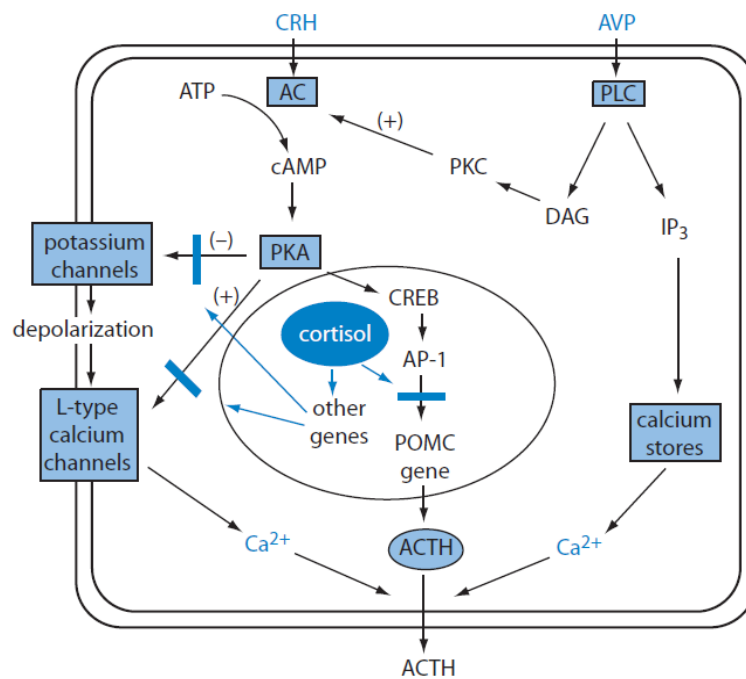 CRH
AVP
ATP
AC
PLC
(+)
cAMP
PKC
DAG
IP₃
potassium
channels
(−)
PKA
(+)
CREB
depolarization
cortisol
AP-1
L-type
calcium
channels
other
genes
POMC
gene
calcium
stores
Ca²⁺
ACTH
Ca²⁺
ACTH